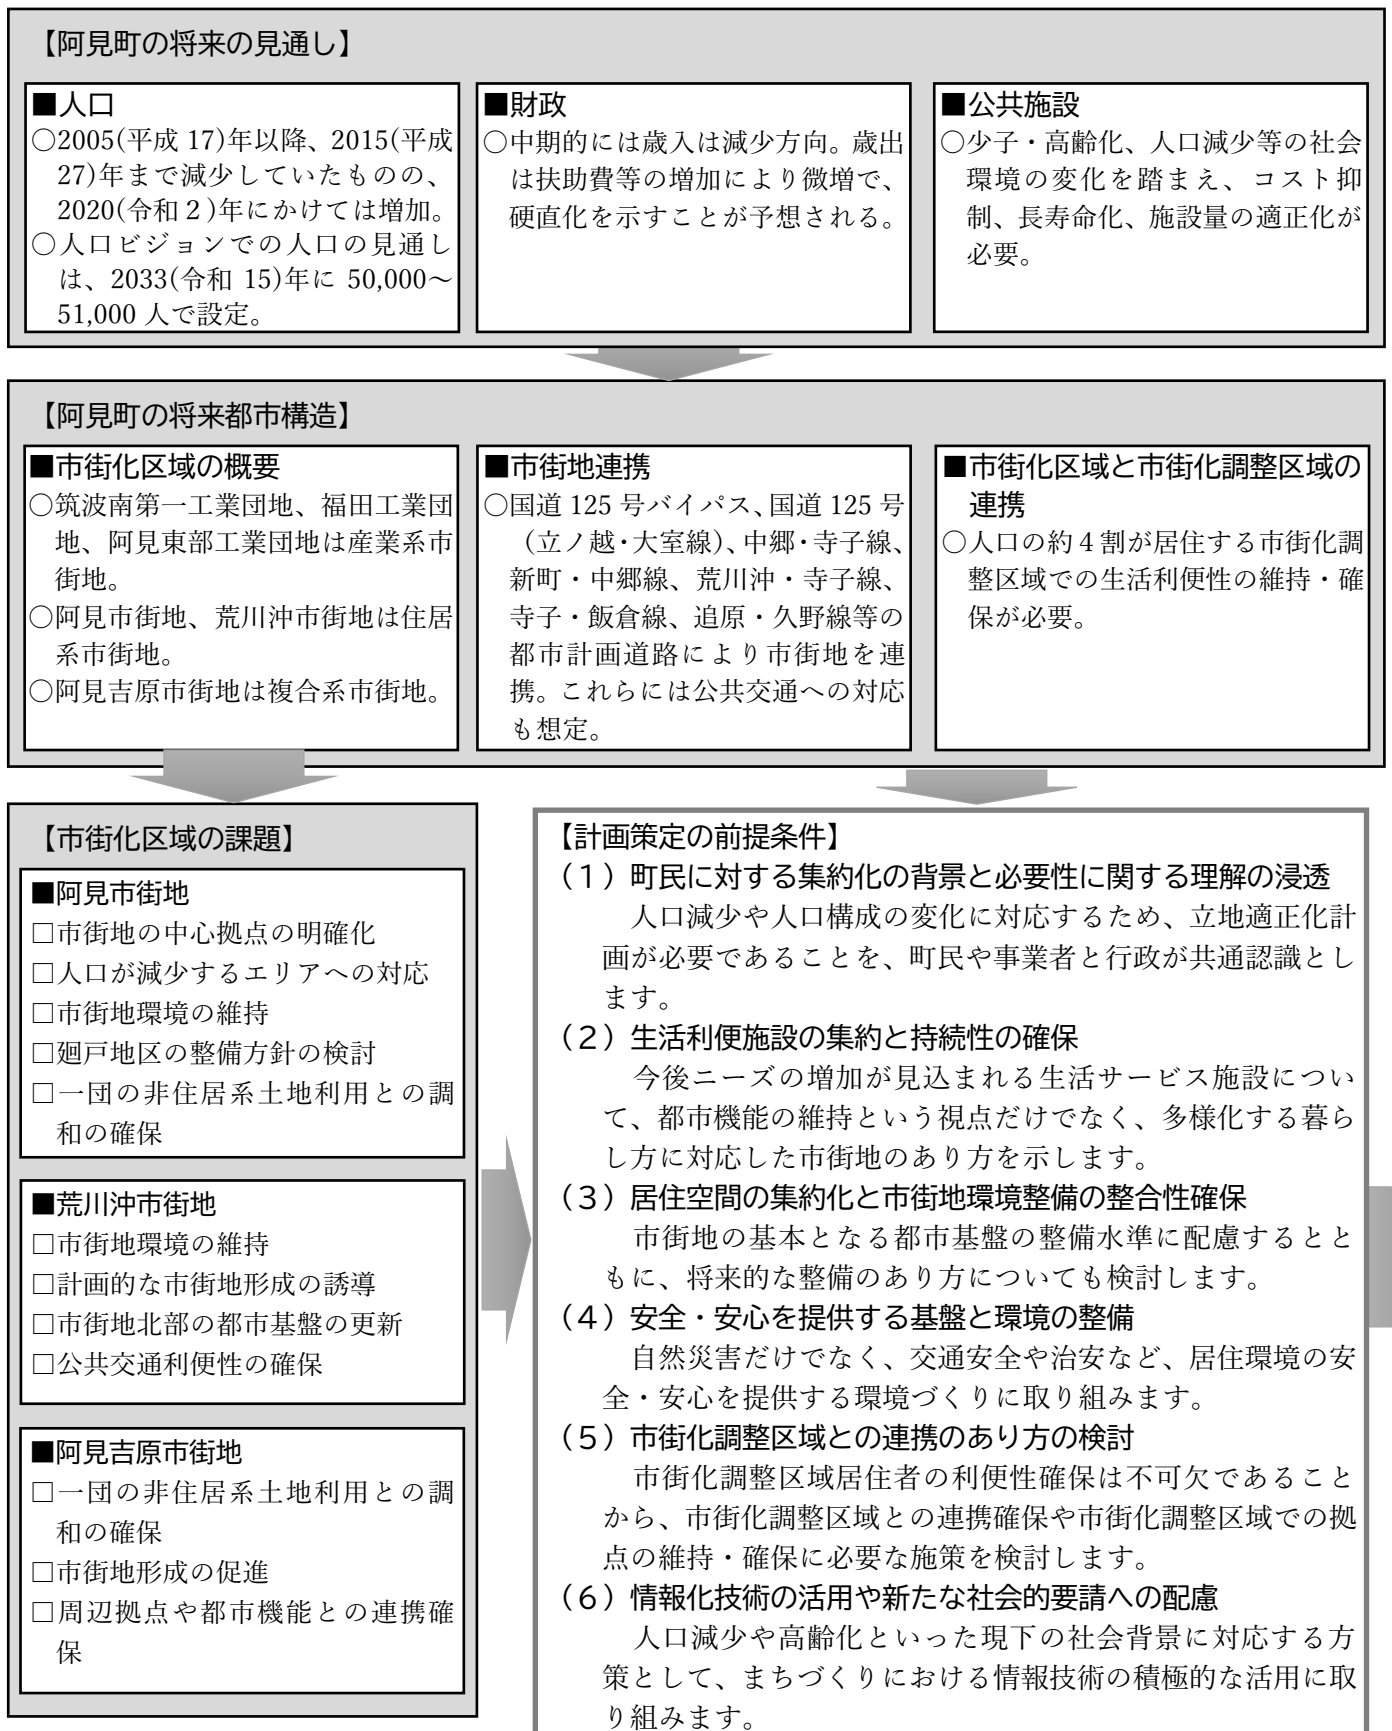 【阿見町の将来の見通し】
■人口
○2005(平成 17)年以降、2015(平成
27)年まで減少していたものの、
2020(令和２)年にかけては増加。
○人口ビジョンでの人口の見通し
は、2033(令和 15)年に 50,000～
51,000 人で設定。
■財政
○中期的には歳入は減少方向。歳出
は扶助費等の増加により微増で、
硬直化を示すことが予想される。
■公共施設
○少子・高齢化、人口減少等の社会
環境の変化を踏まえ、コスト抑
制、長寿命化、施設量の適正化が
必要。
【阿見町の将来都市構造】
■市街化区域の概要
○筑波南第一工業団地、福田工業団
地、阿見東部工業団地は産業系市
街地。
○阿見市街地、荒川沖市街地は住居
系市街地。
○阿見吉原市街地は複合系市街地。
■市街地連携
○国道 125 号バイパス、国道 125 号
（立ノ越・大室線）、中郷・寺子線、
新町・中郷線、荒川沖・寺子線、
寺子・飯倉線、追原・久野線等の
都市計画道路により市街地を連
携。これらには公共交通への対応
も想定。
■市街化区域と市街化調整区域の
連携
○人口の約４割が居住する市街化調
整区域での生活利便性の維持・確
保が必要。
【市街化区域の課題】
■阿見市街地
□市街地の中心拠点の明確化
□人口が減少するエリアへの対応
□市街地環境の維持
□廻戸地区の整備方針の検討
□一団の非住居系土地利用との調
和の確保
■荒川沖市街地
□市街地環境の維持
□計画的な市街地形成の誘導
□市街地北部の都市基盤の更新
□公共交通利便性の確保
■阿見吉原市街地
□一団の非住居系土地利用との調
和の確保
□市街地形成の促進
□周辺拠点や都市機能との連携確
保
【計画策定の前提条件】
（１）町民に対する集約化の背景と必要性に関する理解の浸透
人口減少や人口構成の変化に対応するため、立地適正化計
画が必要であることを、町民や事業者と行政が共通認識とし
ます。
（２）生活利便施設の集約と持続性の確保
今後ニーズの増加が見込まれる生活サービス施設につい
て、都市機能の維持という視点だけでなく、多様化する暮ら
し方に対応した市街地のあり方を示します。
（３）居住空間の集約化と市街地環境整備の整合性確保
市街地の基本となる都市基盤の整備水準に配慮するとと
もに、将来的な整備のあり方についても検討します。
（４）安全・安心を提供する基盤と環境の整備
自然災害だけでなく、交通安全や治安など、居住環境の安
全・安心を提供する環境づくりに取り組みます。
（５）市街化調整区域との連携のあり方の検討
市街化調整区域居住者の利便性確保は不可欠であること
から、市街化調整区域との連携確保や市街化調整区域での拠
点の維持・確保に必要な施策を検討します。
（６）情報化技術の活用や新たな社会的要請への配慮
人口減少や高齢化といった現下の社会背景に対応する方
策として、まちづくりにおける情報技術の積極的な活用に取
り組みます。